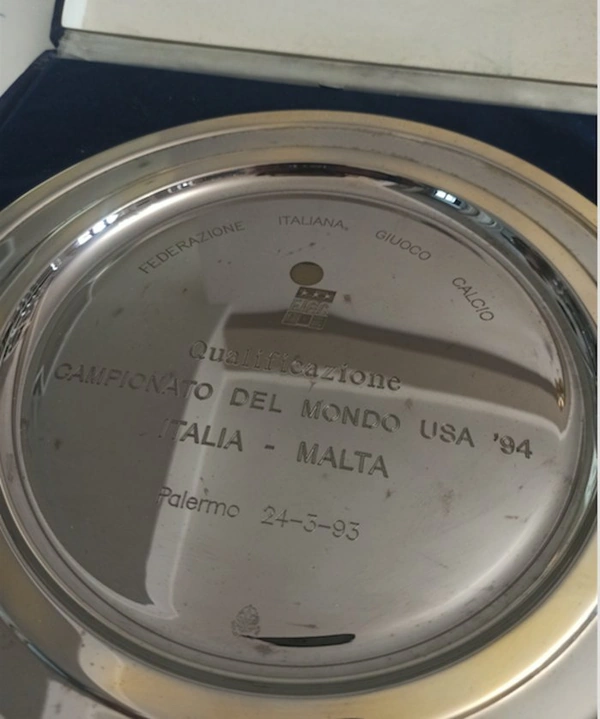 FEDERAZIONE ITALIANA GIUOCO CALCIO
Qualificazione
CAMPIONATO DEL MONDO USA '94
ITALIA - MALTA
Palermo 24-3-93